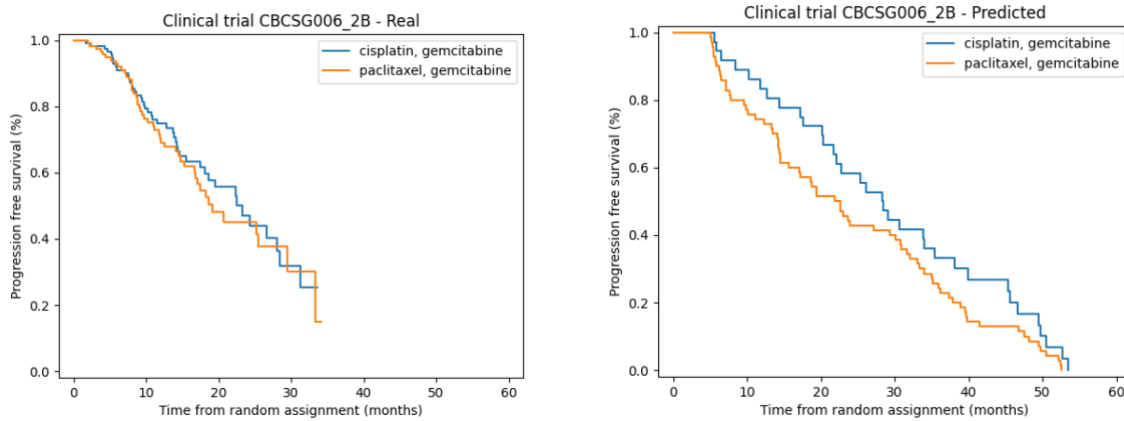 Clinical trial CBCSG006_2B - Real
1.0
0.8
0.6
0.4
0.2
0.0
Progression free survival (%)
cisplatin, gemcitabine
paclitaxel, gemcitabine
0 10 20 30 40 50 60
Time from random assignment (months)
Clinical trial CBCSG006_2B - Predicted
1.0
0.8
0.6
0.4
0.2
0.0
Progression free survival (%)
cisplatin, gemcitabine
paclitaxel, gemcitabine
0 10 20 30 40 50 60
Time from random assignment (months)